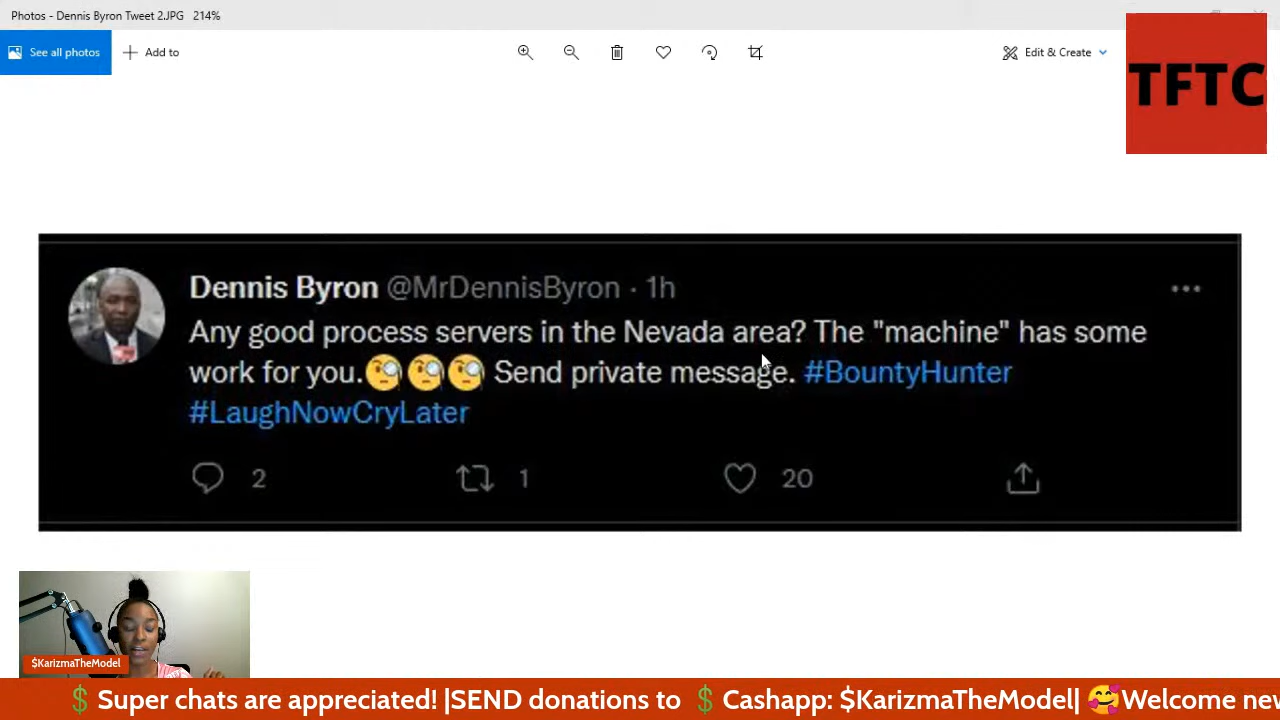 Photos - Dennis Byron Tweet 2.JPG 214%
See all photos
Add to
Edit & Create
TFTC
Dennis Byron @MrDennisByron · 1h
Any good process servers in the Nevada area? The "machine" has some
work for you.🧐🧐🧐 Send private message. #BountyHunter
#LaughNowCryLater
2 1 20
$KarizmaTheModel
💲 Super chats are appreciated! |SEND donations to 💲 Cashapp: $KarizmaTheModel| 🥰Welcome new